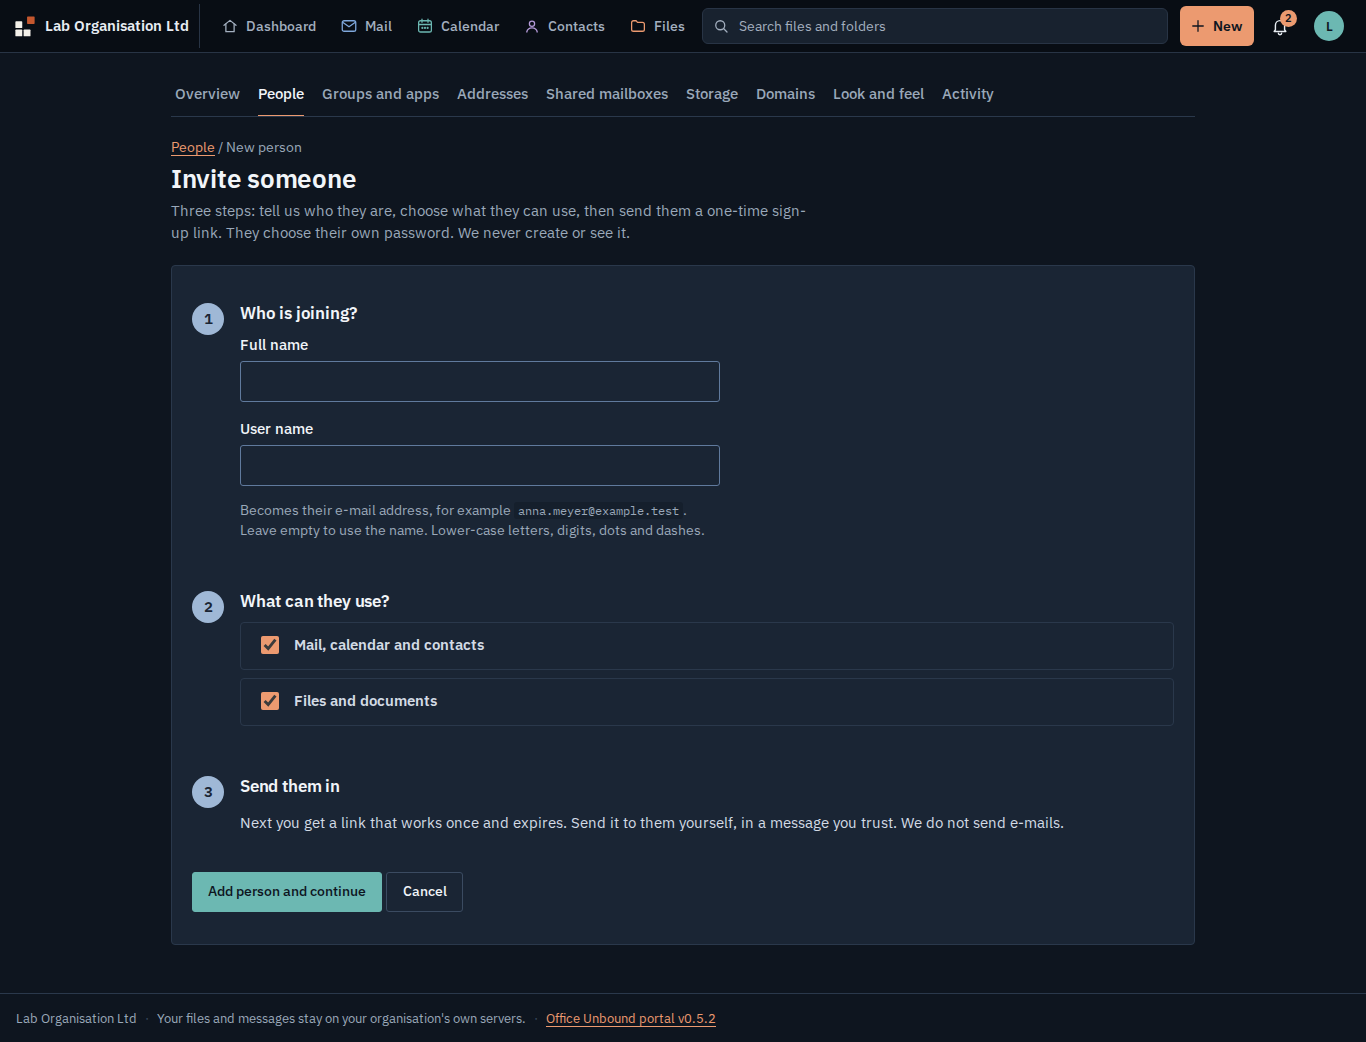 Lab Organisation Ltd
Dashboard
Mail
Calendar
Contacts
Files
Search files and folders
New
2
L
Overview
People
Groups and apps
Addresses
Shared mailboxes
Storage
Domains
Look and feel
Activity
People / New person
Invite someone
Three steps: tell us who they are, choose what they can use, then send them a one-time sign-
up link. They choose their own password. We never create or see it.
1
Who is joining?
Full name
User name
Becomes their e-mail address, for example anna.meyer@example.test.
Leave empty to use the name. Lower-case letters, digits, dots and dashes.
2
What can they use?
Mail, calendar and contacts
Files and documents
3
Send them in
Next you get a link that works once and expires. Send it to them yourself, in a message you trust. We do not send e-mails.
Add person and continue
Cancel
Lab Organisation Ltd · Your files and messages stay on your organisation's own servers. · Office Unbound portal v0.5.2